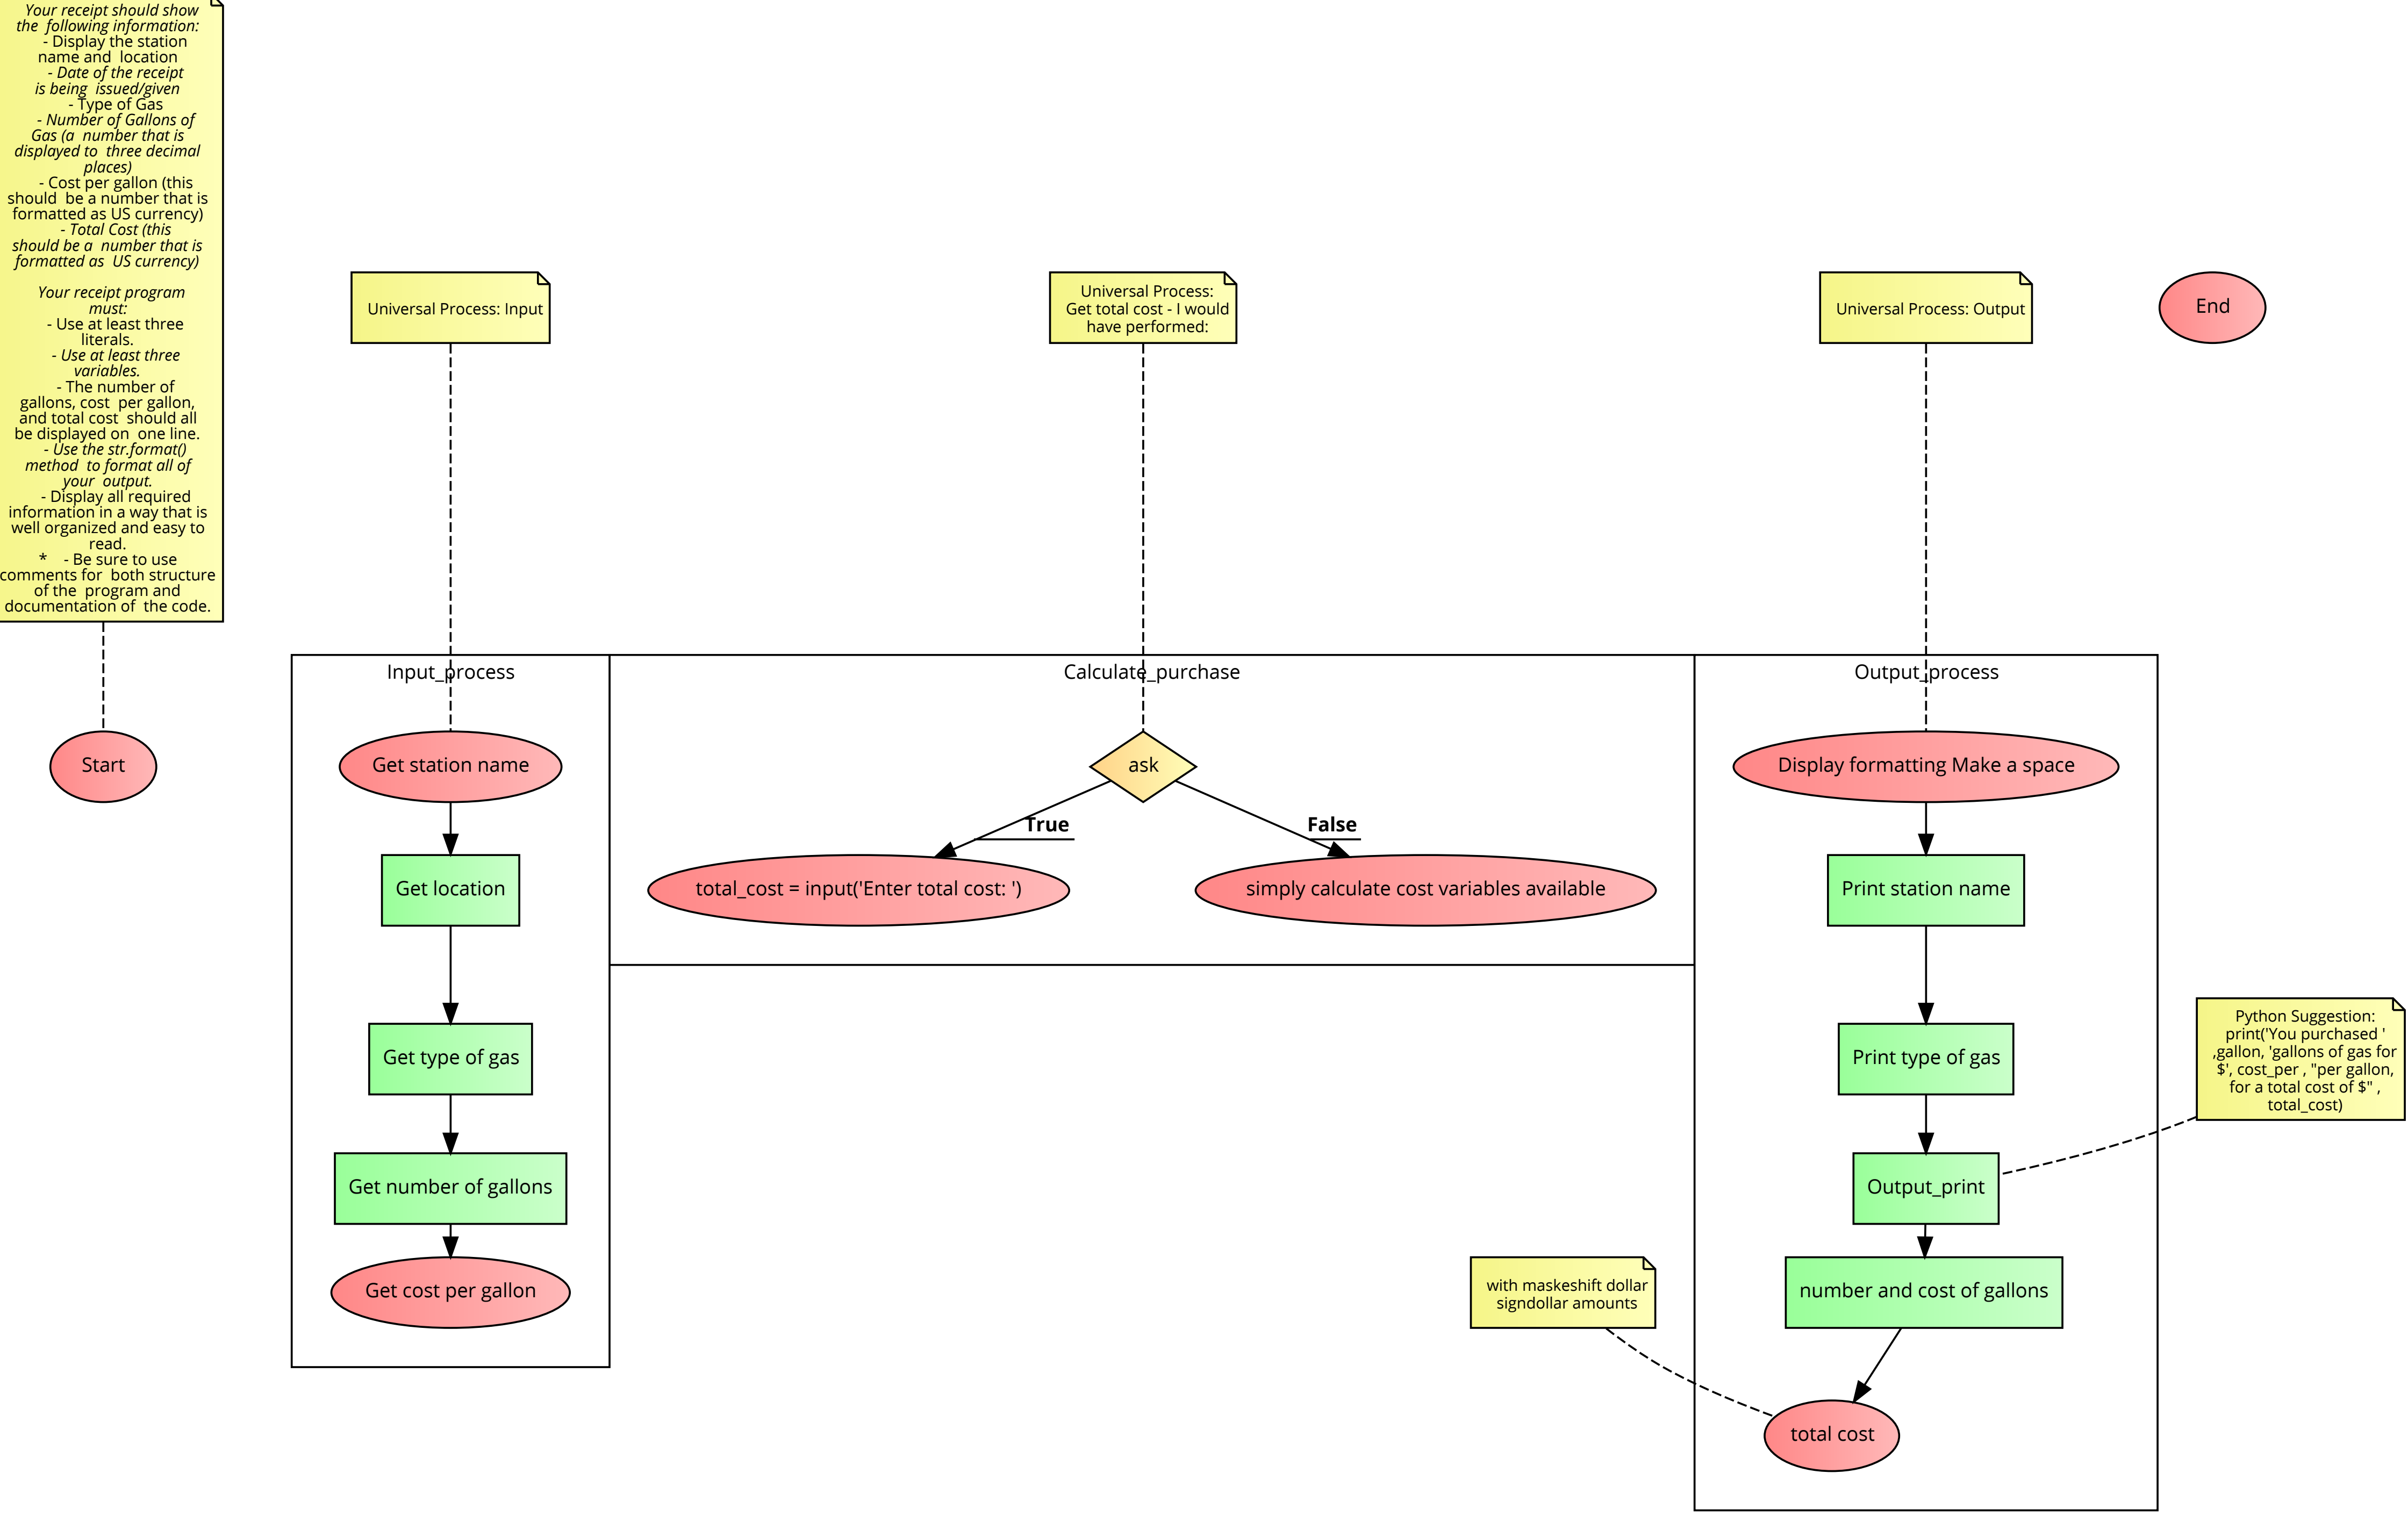 Your receipt should show
the following information:
- Display the station
name and location
- Date of the receipt
is being issued/given
- Type of Gas
- Number of Gallons of
Gas (a number that is
displayed to three decimal
places)
- Cost per gallon (this
should be a number that is
formatted as US currency)
- Total Cost (this
should be a number that is
formatted as US currency)
Your receipt program
must:
- Use at least three
literals.
- Use at least three
variables.
- The number of
gallons, cost per gallon,
and total cost should all
be displayed on one line.
- Use the str.format()
method to format all of
your output.
- Display all required
information in a way that is
well organized and easy to
read.
* - Be sure to use
comments for both structure
of the program and
documentation of the code.
Start
Universal Process: Input
Input_process
Get station name
Get location
Get type of gas
Get number of gallons
Get cost per gallon
Universal Process:
Get total cost - I would
have performed:
Calculate_purchase
ask
True
False
total_cost = input('Enter total cost: ')
simply calculate cost variables available
Universal Process: Output
Output_process
Display formatting Make a space
Print station name
Print type of gas
Output_print
number and cost of gallons
total cost
with maskeshift dollar
signdollar amounts
Python Suggestion:
print('You purchased '
,gallon, 'gallons of gas for
$', cost_per , "per gallon,
for a total cost of $" ,
total_cost)
End